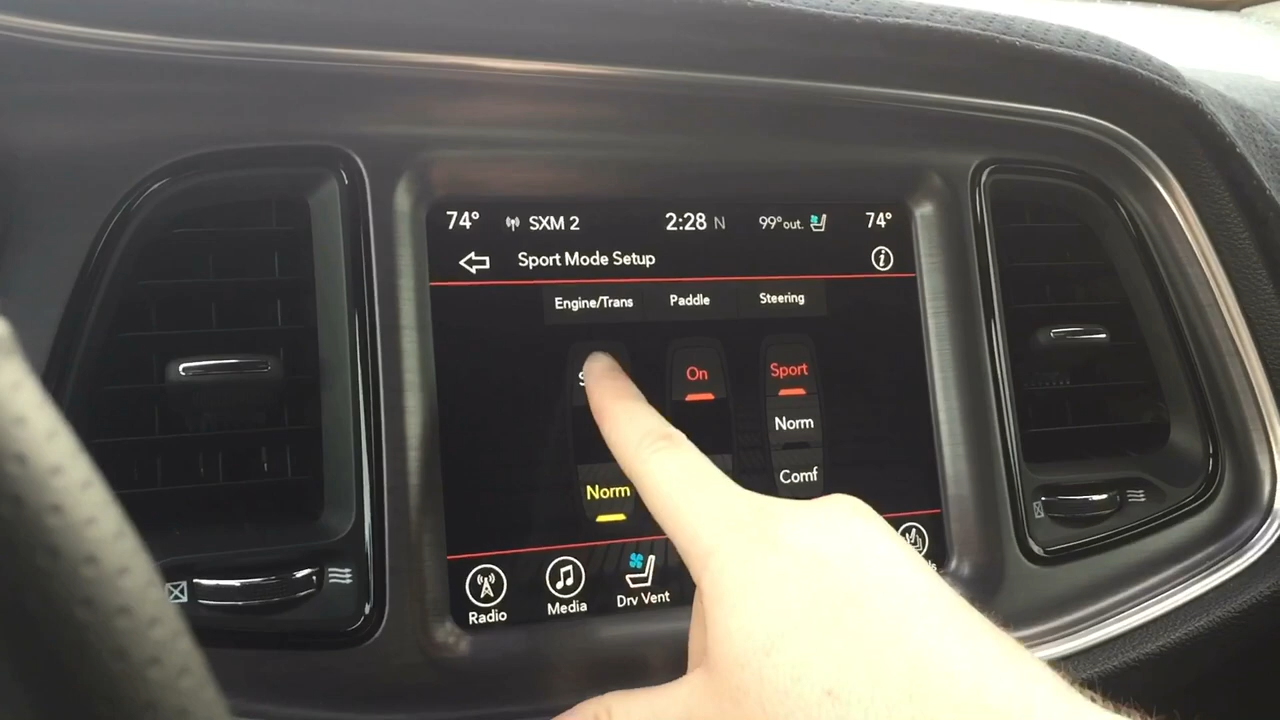 74° SXM 2 2:28 N 99° out. 74°
Sport Mode Setup
Engine/Trans Paddle Steering
On Sport
Norm
Norm Comf
Radio Media Drv Vent